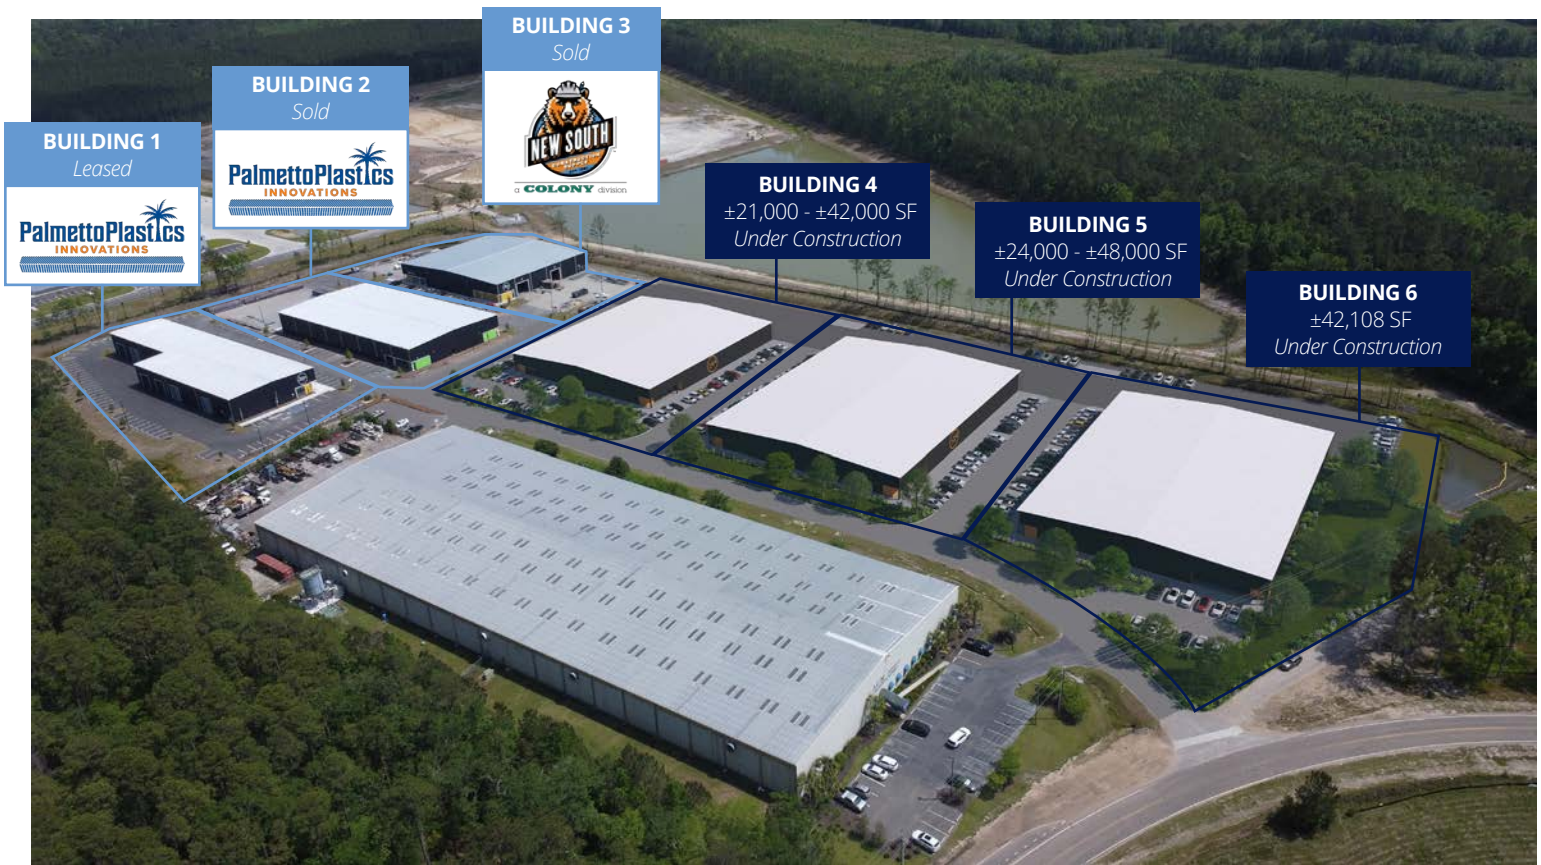 BUILDING 1
Leased
PalmettoPlastics
INNOVATIONS
BUILDING 2
Sold
PalmettoPlastics
INNOVATIONS
BUILDING 3
Sold
NEW SOUTH
CONSTRUCTION
SUPPLY
a COLONY division
BUILDING 4
±21,000 - ±42,000 SF
Under Construction
BUILDING 5
±24,000 - ±48,000 SF
Under Construction
BUILDING 6
±42,108 SF
Under Construction